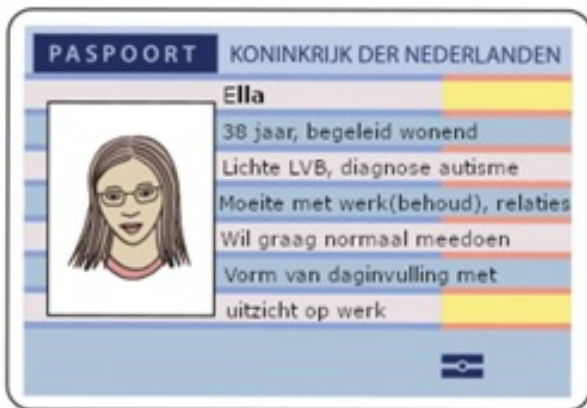 PASPOORT KONINKRIJK DER NEDERLANDEN
Ella
38 jaar, begeleid wonend
Lichte LVB, diagnose autisme
Moeite met werk(behoud), relaties
Wil graag normaal meedoen
Vorm van daginvulling met
uitzicht op werk